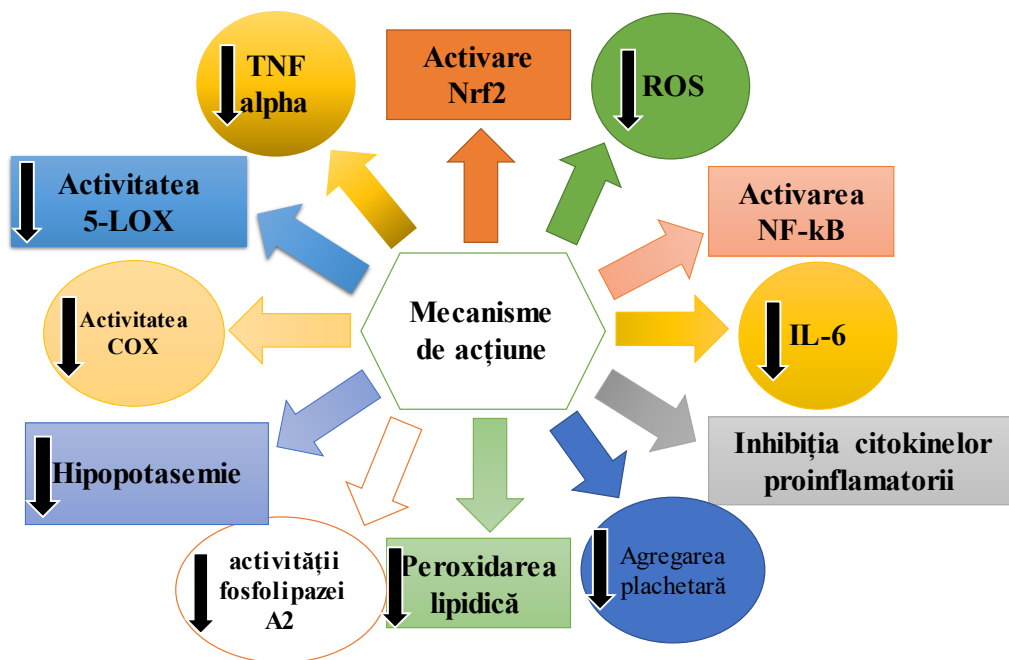 TNF
alpha
Activare
Nrf2
ROS
Activitatea
5-LOX
Activarea
NF-kB
Activitatea
COX
Mecanisme
de acțiune
IL-6
Hipopotasemie
Inhibiția citokinelor
proinflamatorii
activității
fosfolipazei
A2
Peroxidarea
lipidică
Agregarea
plachetară